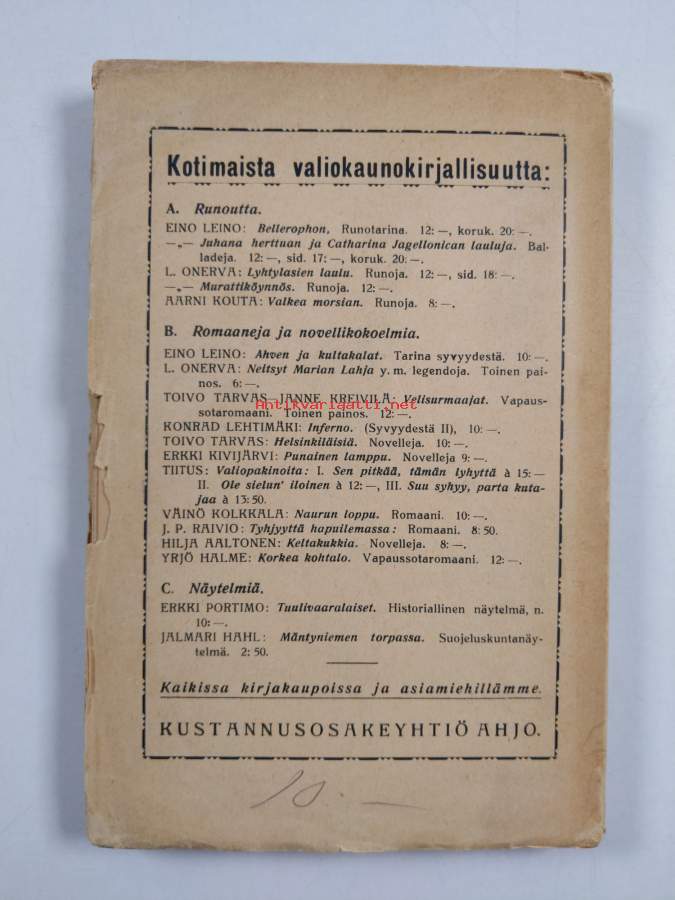 Kotimaista valiokaunokirjallisuutta:
A. Runoutta.
EINO LEINO: Bellerophon, Runotarina. 12: —, koruk. 20: —.
—„— Juhana herttuan ja Catharina Jagellonican lauluja. Bal-
ladeja. 12: —, sid. 17: —, koruk. 20: —.
L. ONERVA: Lyhtylasien laulu. Runoja. 12: —, sid. 18: —.
—„— Murattiköynnös. Runoja. 12: —.
AARNI KOUTA: Valkea morsian. Runoja. 8: —.
B. Romaaneja ja novellikokoelmia.
EINO LEINO: Ahven ja kultakalat. Tarina syvyydestä. 10: —.
L. ONERVA: Neitsyt Marian Lahja y. m. legendoja. Toinen pai-
nos. 6: —.
TOIVO TARVAS—JANNE KREIVILÄ: Velisurmaajat. Vapaus-
sotaromaani. Toinen painos. 12: —.
Antikvariaatti.net
KONRAD LEHTIMÄKI: Inferno. (Syvyydestä II), 10: —.
TOIVO TARVAS: Helsinkiläisiä. Novelleja. 10: —.
ERKKI KIVIJÄRVI: Punainen lamppu. Novelleja 9: —.
TIITUS: Valiopakinoita: I. Sen pitkää, tämän lyhyttä à 15: —
II. Ole sielun' iloinen à 12: —, III. Suu syhyy, parta kuta-
jaa à 13: 50.
VÄINÖ KOLKKALA: Naurun loppu. Romaani. 10: —.
J. P. RAIVIO: Tyhjyyttä hapuilemassa: Romaani. 8: 50.
HILJA AALTONEN: Keltakukkia. Novelleja. 8: —.
YRJÖ HALME: Korkea kohtalo. Vapaussotaromaani. 12: —.
C. Näytelmiä.
ERKKI PORTIMO: Tuulivaaralaiset. Historiallinen näytelmä, n.
10: —.
JALMARI HAHL: Mäntyniemen torpassa. Suojeluskuntanäy-
telmä. 2: 50.
Kaikissa kirjakaupoissa ja asiamiehillämme.
KUSTANNUSOSAKEYHTIÖ AHJO.
10. —